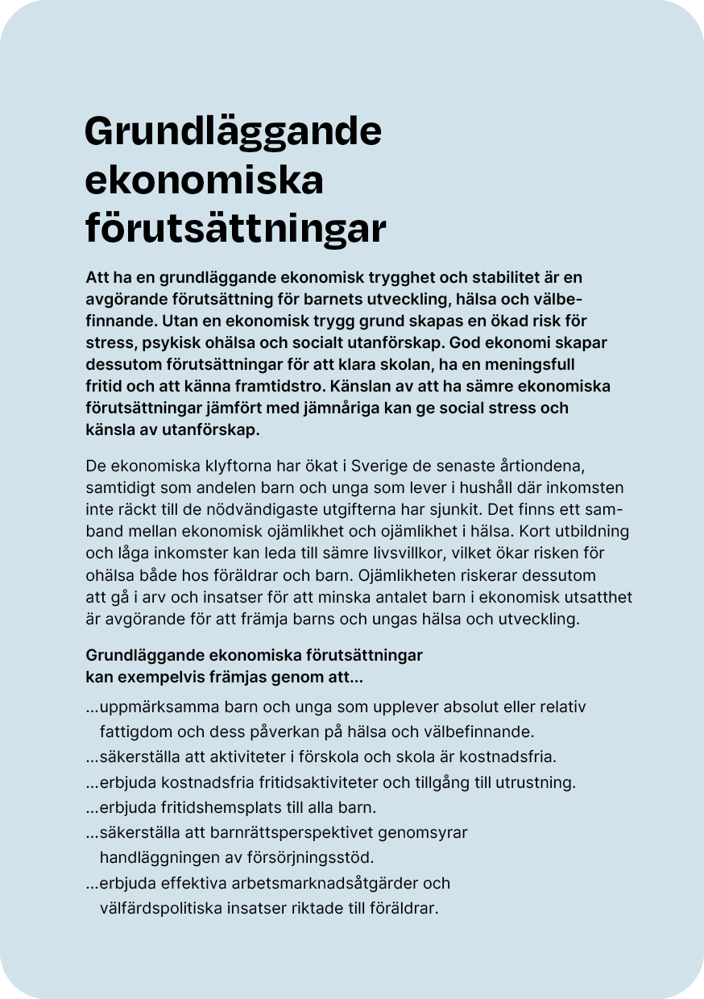 Grundläggande
ekonomiska
förutsättningar
Att ha en grundläggande ekonomisk trygghet och stabilitet är en
avgörande förutsättning för barnets utveckling, hälsa och välbe-
finnande. Utan en ekonomisk trygg grund skapas en ökad risk för
stress, psykisk ohälsa och socialt utanförskap. God ekonomi skapar
dessutom förutsättningar för att klara skolan, ha en meningsfull
fritid och att känna framtidstro. Känslan av att ha sämre ekonomiska
förutsättningar jämfört med jämnåriga kan ge social stress och
känsla av utanförskap.
De ekonomiska klyftorna har ökat i Sverige de senaste årtiondena,
samtidigt som andelen barn och unga som lever i hushåll där inkomsten
inte räckt till de nödvändigaste utgifterna har sjunkit. Det finns ett sam-
band mellan ekonomisk ojämlikhet och ojämlikhet i hälsa. Kort utbildning
och låga inkomster kan leda till sämre livsvillkor, vilket ökar risken för
ohälsa både hos föräldrar och barn. Ojämlikheten riskerar dessutom
att gå i arv och insatser för att minska antalet barn i ekonomisk utsatthet
är avgörande för att främja barns och ungas hälsa och utveckling.
Grundläggande ekonomiska förutsättningar
kan exempelvis främjas genom att...
...uppmärksamma barn och unga som upplever absolut eller relativ
fattigdom och dess påverkan på hälsa och välbefinnande.
...säkerställa att aktiviteter i förskola och skola är kostnadsfria.
...erbjuda kostnadsfria fritidsaktiviteter och tillgång till utrustning.
...erbjuda fritidshemsplats till alla barn.
...säkerställa att barnrättsperspektivet genomsyrar
handläggningen av försörjningsstöd.
...erbjuda effektiva arbetsmarknadsåtgärder och
välfärdspolitiska insatser riktade till föräldrar.